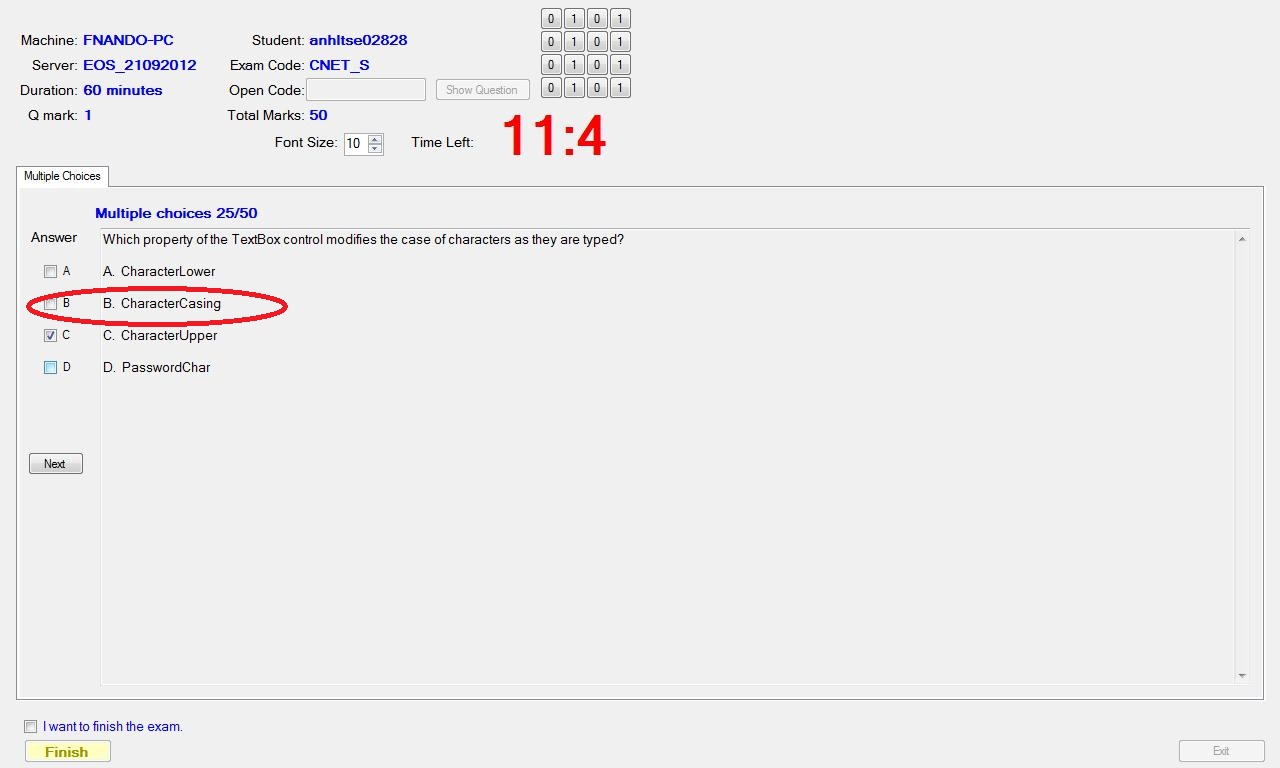 Machine: FNANDO-PC Student: anhltse02828
Server: EOS_21092012 Exam Code: CNET_S
Duration: 60 minutes Open Code: Show Question
Q mark: 1 Total Marks: 50
0 1 0 1
0 1 0 1
0 1 0 1
0 1 0 1
Font Size: 10 Time Left: 11:4
Multiple Choices
Multiple choices 25/50
Answer
Which property of the TextBox control modifies the case of characters as they are typed?
A A. CharacterLower
B B. CharacterCasing
C C. CharacterUpper
D D. PasswordChar
Next
I want to finish the exam.
Finish
Exit